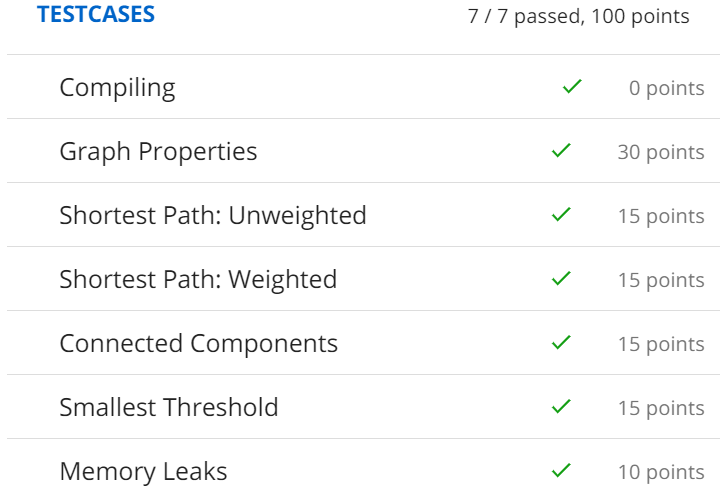 TESTCASES 7 / 7 passed, 100 points
Compiling 0 points
Graph Properties 30 points
Shortest Path: Unweighted 15 points
Shortest Path: Weighted 15 points
Connected Components 15 points
Smallest Threshold 15 points
Memory Leaks 10 points